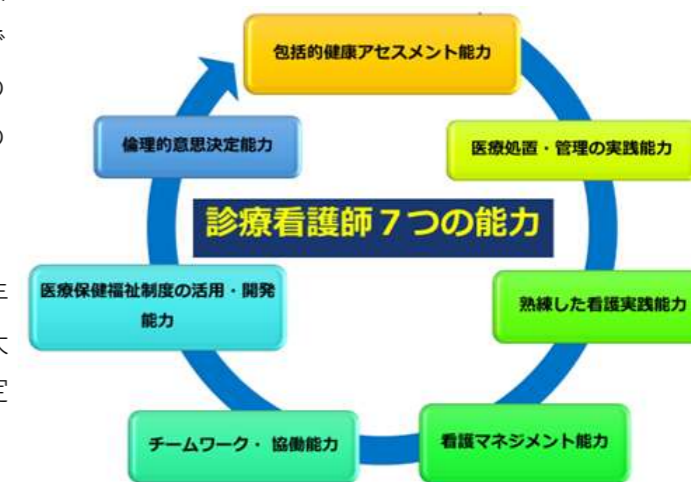 包括的健康アセスメント能力
倫理的意思決定能力
医療処置・管理の実践能力
診療看護師７つの能力
医療保健福祉制度の活用・開発
能力
熟練した看護実践能力
チームワーク・ 協働能力
看護マネジメント能力